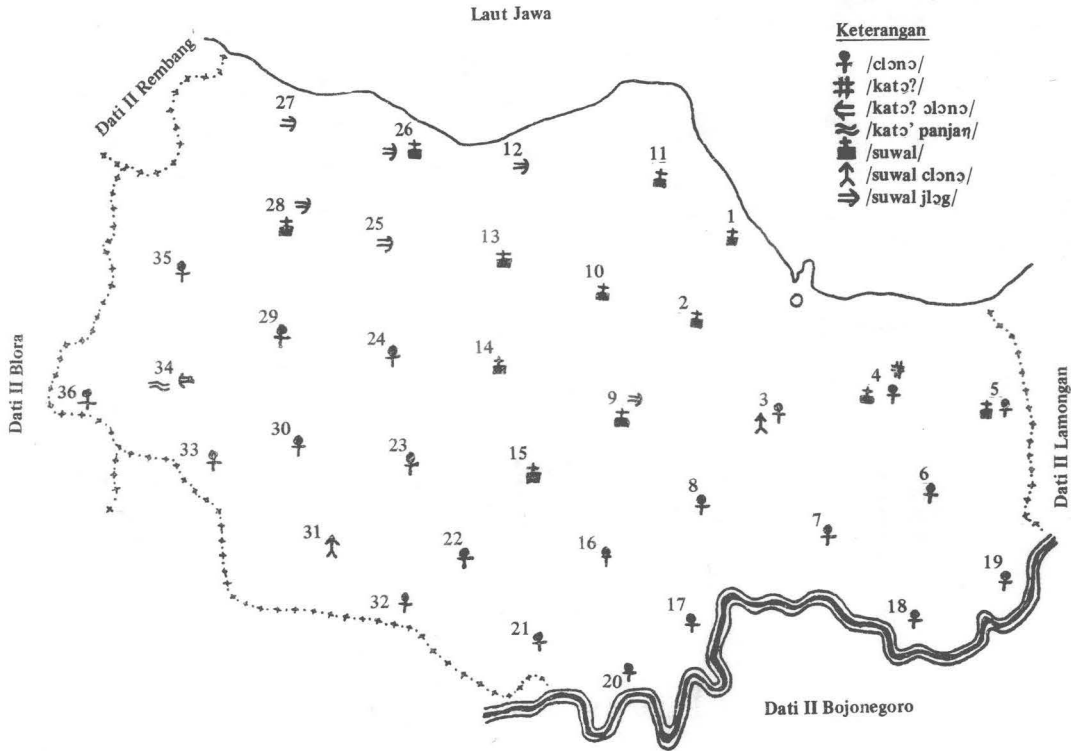 Laut Jawa
Keterangan
/clɔnɔ/
/katɔ?/
/katɔ? ɔlɔnɔ/
/katɔ' panjaŋ/
/suwal/
/suwal clɔnɔ/
/suwal jlɔg/
Dati II Rembang
27
26
12
11
28
1
25
13
35
10
2
29
24
14
34
4
5
36
9
3
Dati II Blora
Dati II Lamongan
30
33
23
15
8
6
7
31
22
16
19
32
17
18
21
20
Dati II Bojonegoro